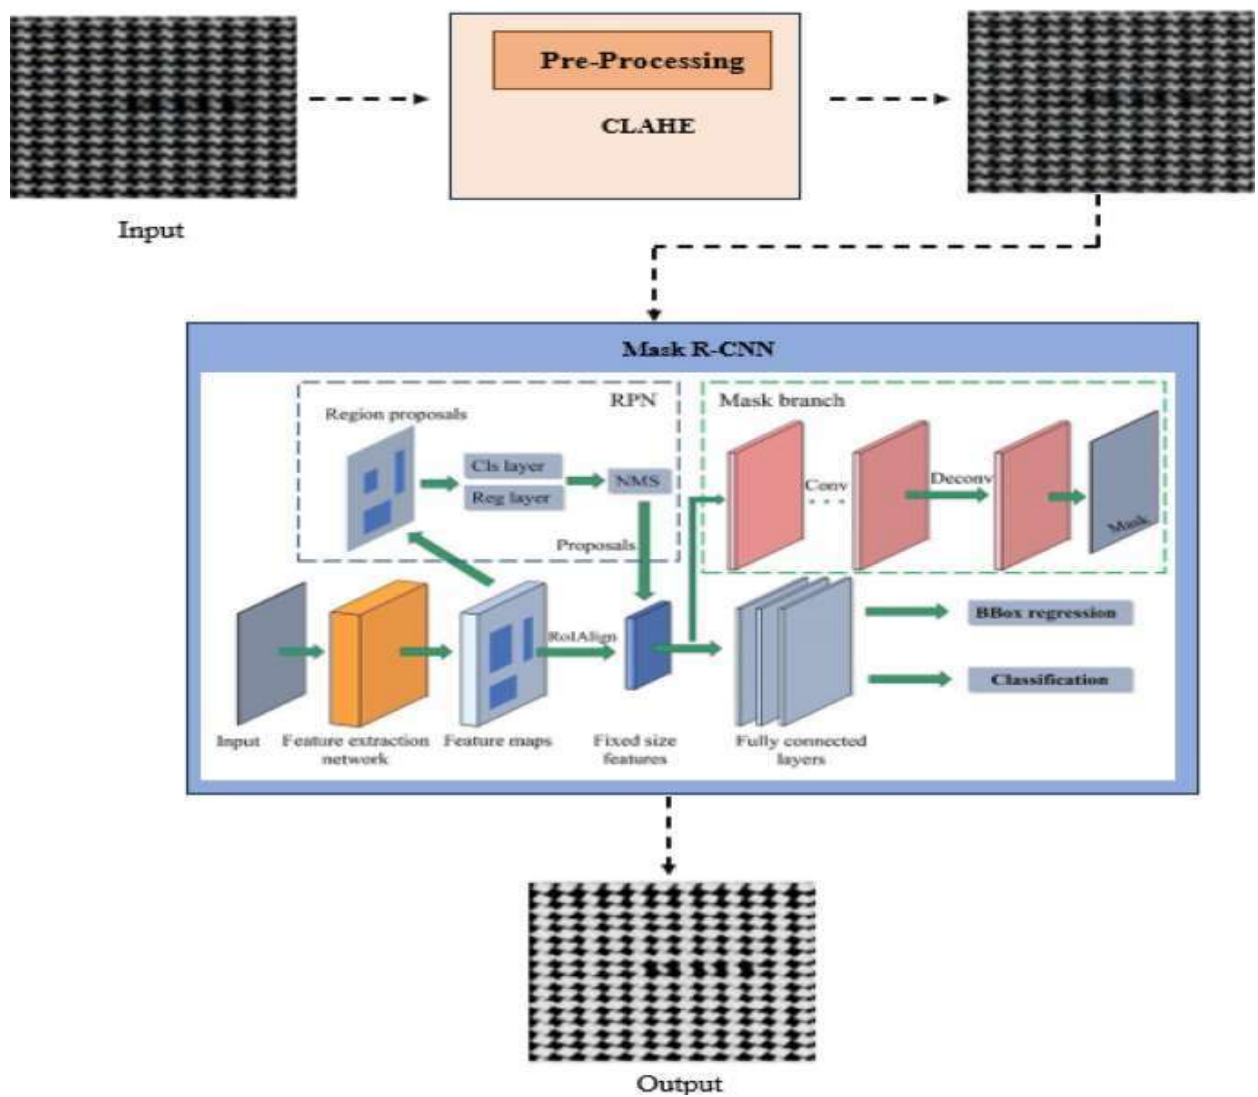 Pre-Processing
CLAHE
Input
Mask R-CNN
RPN
Mask branch
Region proposals
Cls layer
Reg layer
NMS
Conv
Deconv
Mask
Proposals
RoIAlign
BBox regression
Classification
Input
Feature extraction
network
Feature maps
Fixed size
features
Fully connected
layers
Output